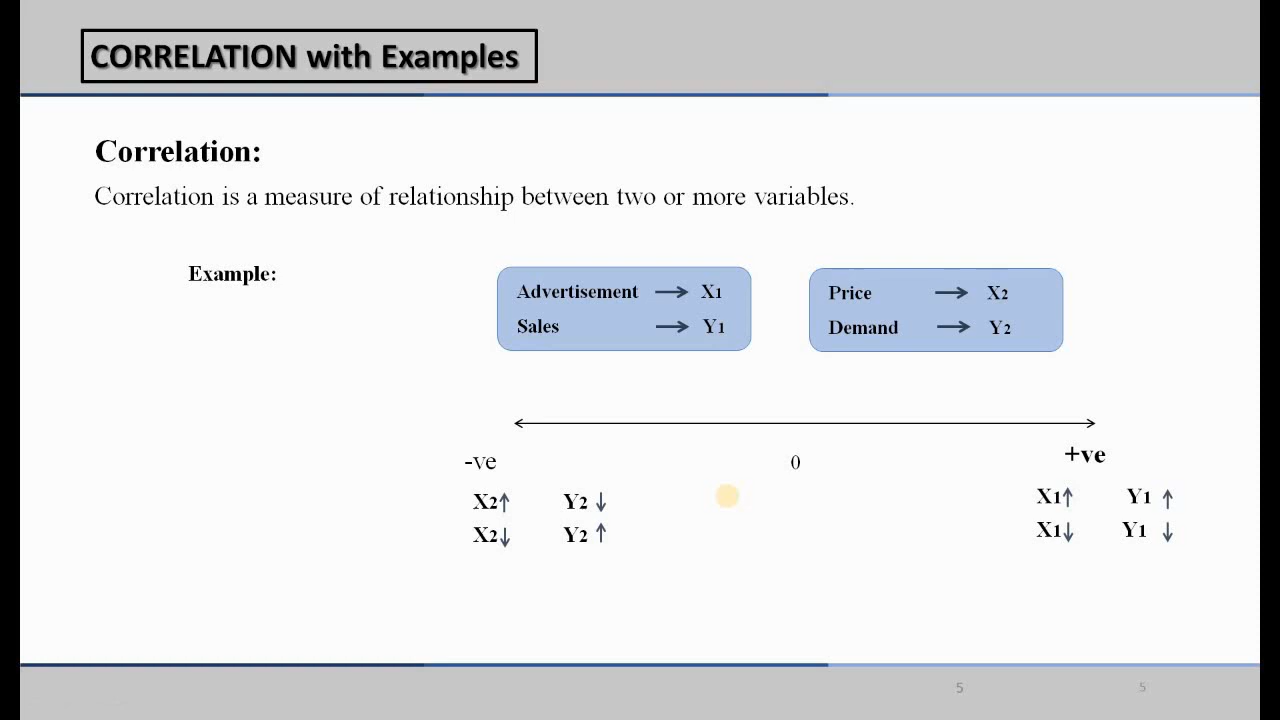 CORRELATION with Examples
Correlation:
Correlation is a measure of relationship between two or more variables.
Example:
Advertisement → X1
Sales → Y1
Price → X2
Demand → Y2
-ve 0 +ve
X2↑ Y2↓ X1↑ Y1↑
X2↓ Y2↑ X1↓ Y1↓
5 5